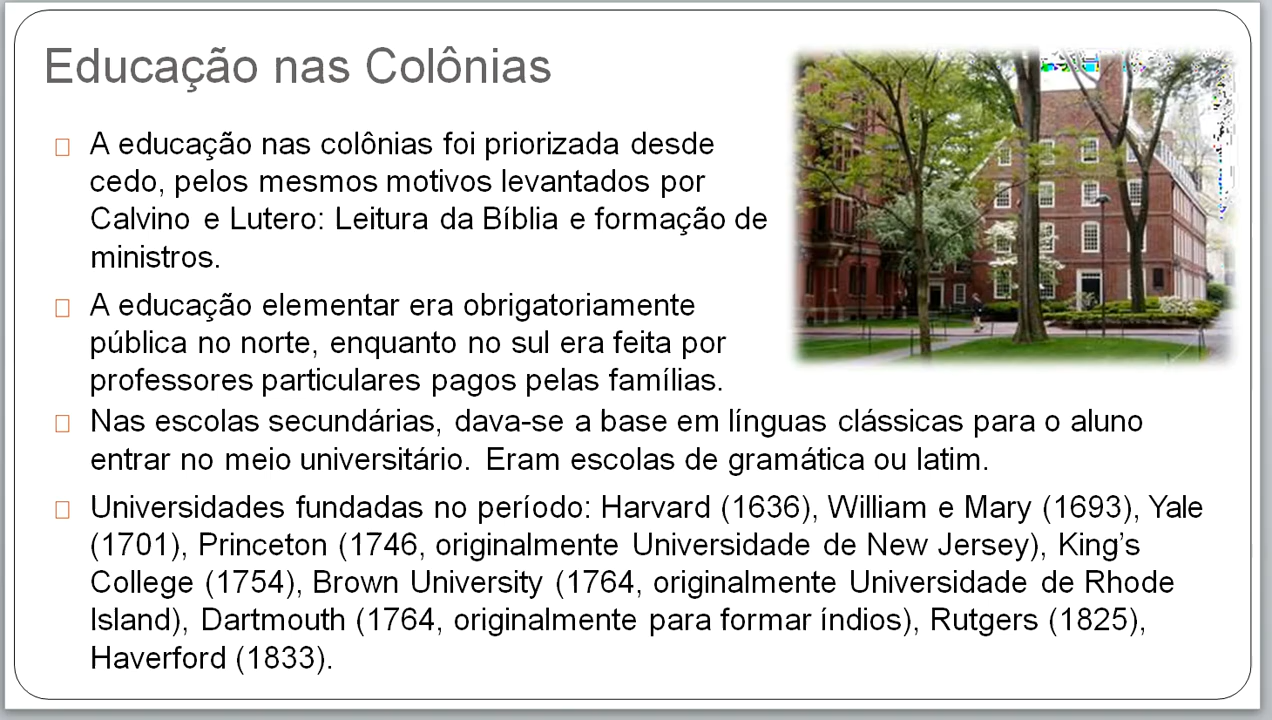 Educação nas Colônias
A educação nas colônias foi priorizada desde
cedo, pelos mesmos motivos levantados por
Calvino e Lutero: Leitura da Bíblia e formação de
ministros.
A educação elementar era obrigatoriamente
pública no norte, enquanto no sul era feita por
professores particulares pagos pelas famílias.
Nas escolas secundárias, dava-se a base em línguas clássicas para o aluno
entrar no meio universitário. Eram escolas de gramática ou latim.
Universidades fundadas no período: Harvard (1636), William e Mary (1693), Yale
(1701), Princeton (1746, originalmente Universidade de New Jersey), King’s
College (1754), Brown University (1764, originalmente Universidade de Rhode
Island), Dartmouth (1764, originalmente para formar índios), Rutgers (1825),
Haverford (1833).